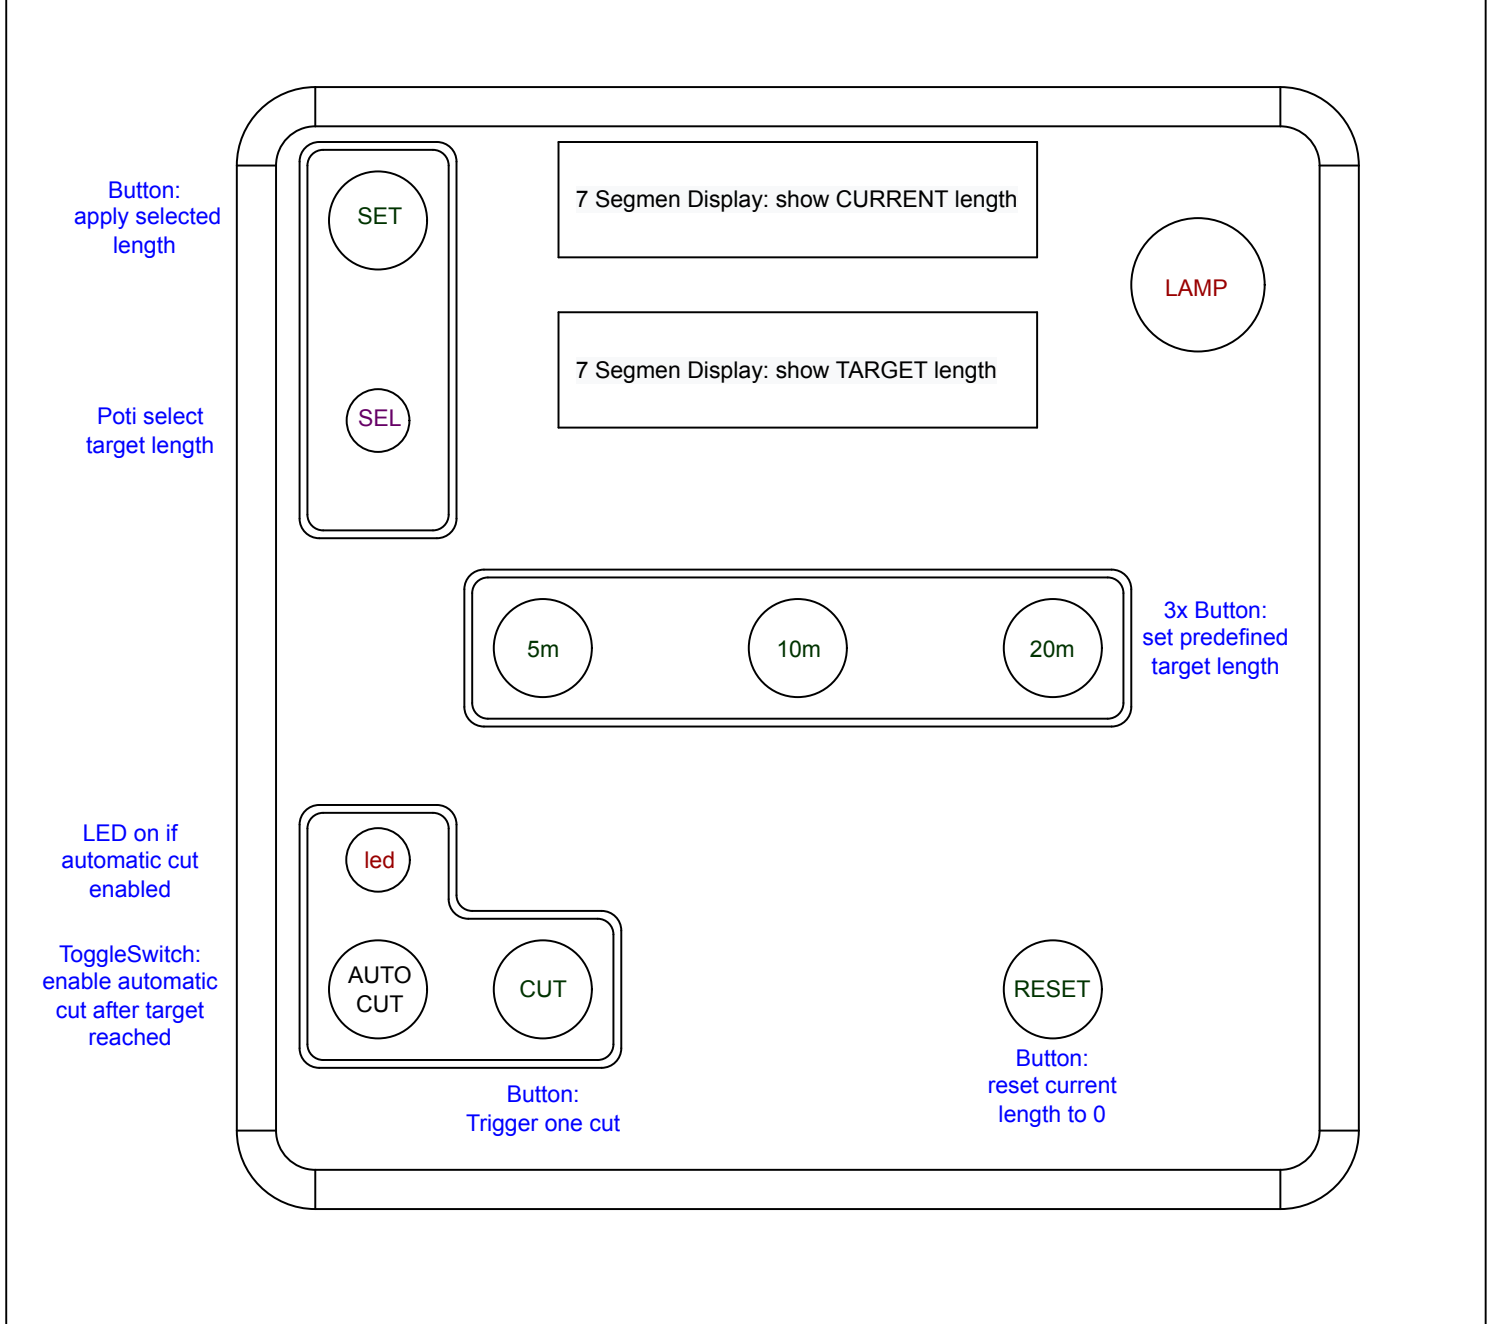 Button:
apply selected
length
SET
7 Segmen Display: show CURRENT length
LAMP
7 Segmen Display: show TARGET length
Poti select
target length
SEL
5m
10m
20m
3x Button:
set predefined
target length
LED on if
automatic cut
enabled
led
ToggleSwitch:
enable automatic
cut after target
reached
AUTO
CUT
CUT
RESET
Button:
Trigger one cut
Button:
reset current
length to 0